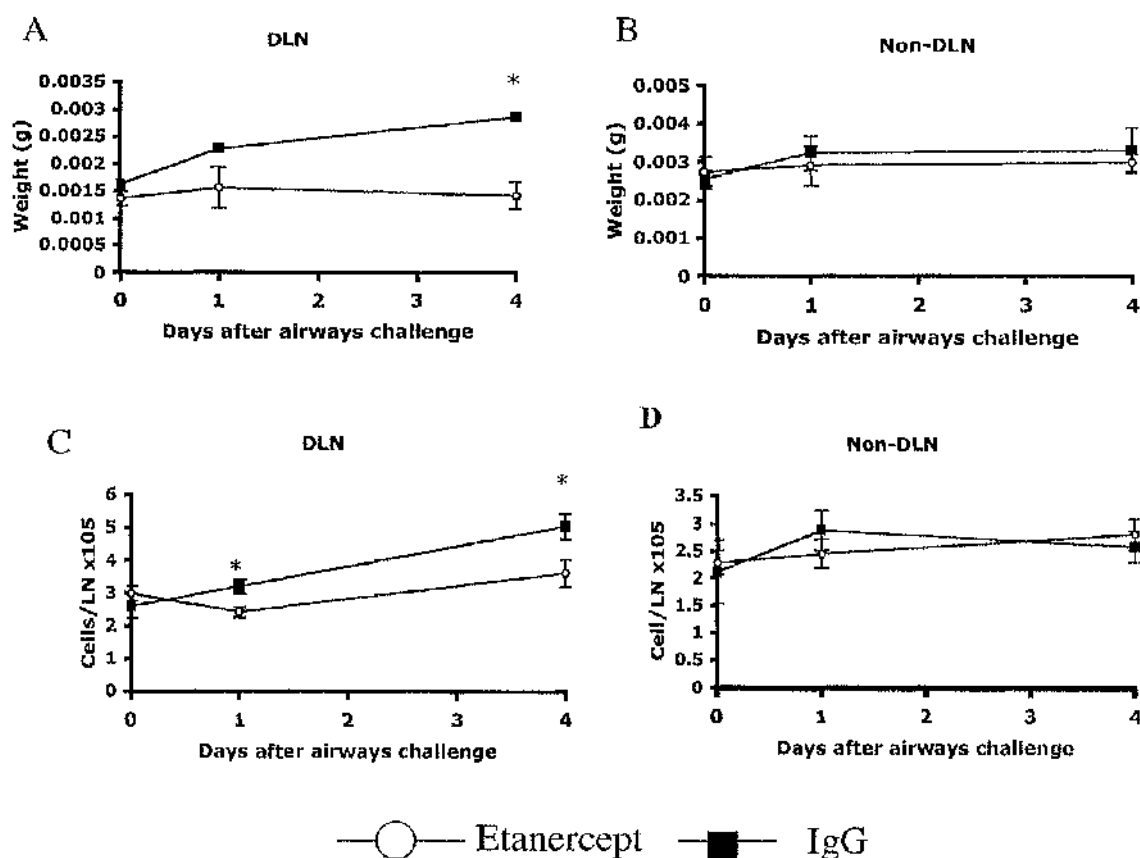 A
DLN
Weight (g)
0.0035
0.003
0.0025
0.002
0.0015
0.001
0.0005
0
*
0 1 2 3 4
Days after airways challenge
B
Non-DLN
Weight (g)
0.005
0.004
0.003
0.002
0.001
0
0 1 2 3 4
Days after airways challenge
C
DLN
Cells/LN x105
6
5
4
3
2
1
0
*
*
0 1 2 3 4
Days after airways challenge
D
Non-DLN
Cell/LN x105
3.5
3
2.5
2
1.5
1
0.5
0
0 1 2 3 4
Days after airways challenge
Etanercept IgG